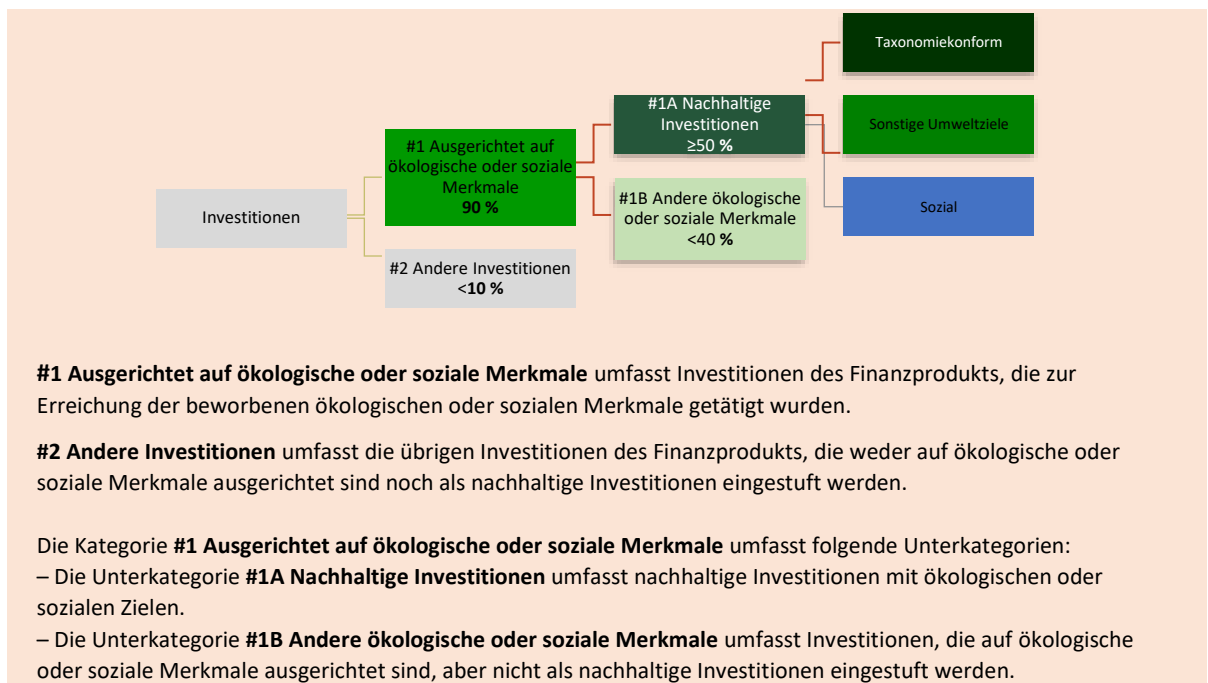 Taxonomiekonform
#1A Nachhaltige
Investitionen
≥50 %
Sonstige Umweltziele
#1 Ausgerichtet auf
ökologische oder soziale
Merkmale
90 %
#1B Andere ökologische
oder soziale Merkmale
<40 %
Sozial
Investitionen
#2 Andere Investitionen
<10 %
#1 Ausgerichtet auf ökologische oder soziale Merkmale umfasst Investitionen des Finanzprodukts, die zur
Erreichung der beworbenen ökologischen oder sozialen Merkmale getätigt wurden.
#2 Andere Investitionen umfasst die übrigen Investitionen des Finanzprodukts, die weder auf ökologische oder
soziale Merkmale ausgerichtet sind noch als nachhaltige Investitionen eingestuft werden.
Die Kategorie #1 Ausgerichtet auf ökologische oder soziale Merkmale umfasst folgende Unterkategorien:
– Die Unterkategorie #1A Nachhaltige Investitionen umfasst nachhaltige Investitionen mit ökologischen oder
sozialen Zielen.
– Die Unterkategorie #1B Andere ökologische oder soziale Merkmale umfasst Investitionen, die auf ökologische
oder soziale Merkmale ausgerichtet sind, aber nicht als nachhaltige Investitionen eingestuft werden.